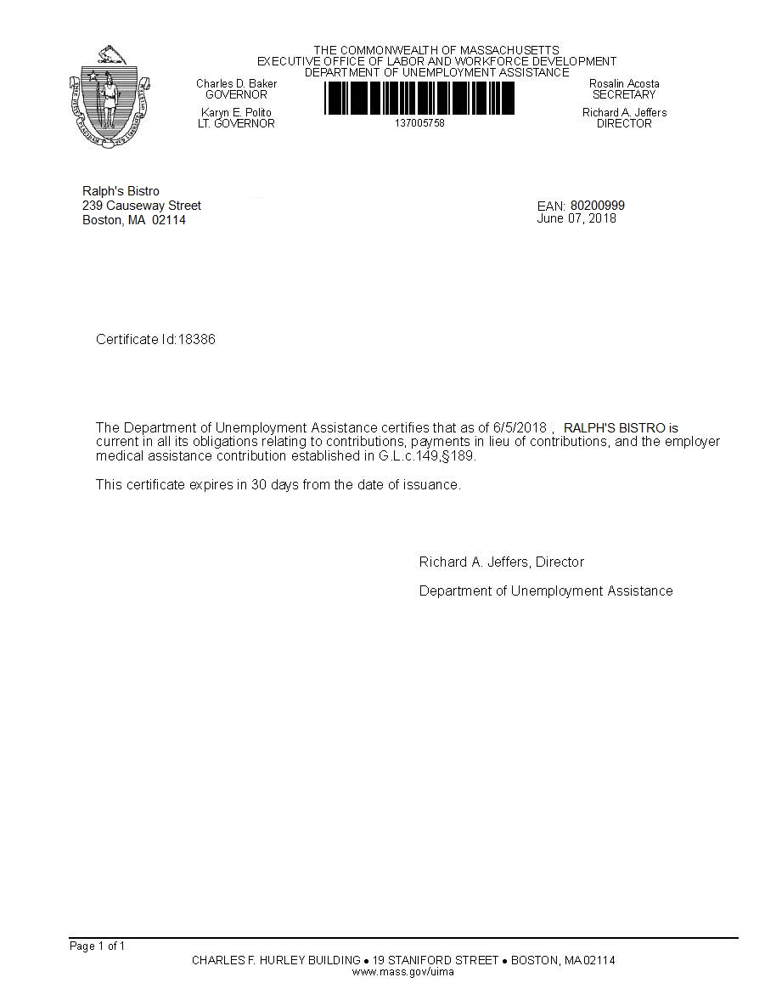 THE COMMONWEALTH OF MASSACHUSETTS
EXECUTIVE OFFICE OF LABOR AND WORKFORCE DEVELOPMENT
DEPARTMENT OF UNEMPLOYMENT ASSISTANCE
Charles D. Baker
GOVERNOR
Karyn E. Polito
LT. GOVERNOR
137005758
Rosalin Acosta
SECRETARY
Richard A. Jeffers
DIRECTOR
Ralph's Bistro
239 Causeway Street
Boston, MA 02114
EAN: 80200999
June 07, 2018
Certificate Id:18386
The Department of Unemployment Assistance certifies that as of 6/5/2018 , RALPH'S BISTRO is
current in all its obligations relating to contributions, payments in lieu of contributions, and the employer
medical assistance contribution established in G.L.c.149,§189.
This certificate expires in 30 days from the date of issuance.
Richard A. Jeffers, Director
Department of Unemployment Assistance
Page 1 of 1
CHARLES F. HURLEY BUILDING • 19 STANIFORD STREET • BOSTON, MA 02114
www.mass.gov/uima